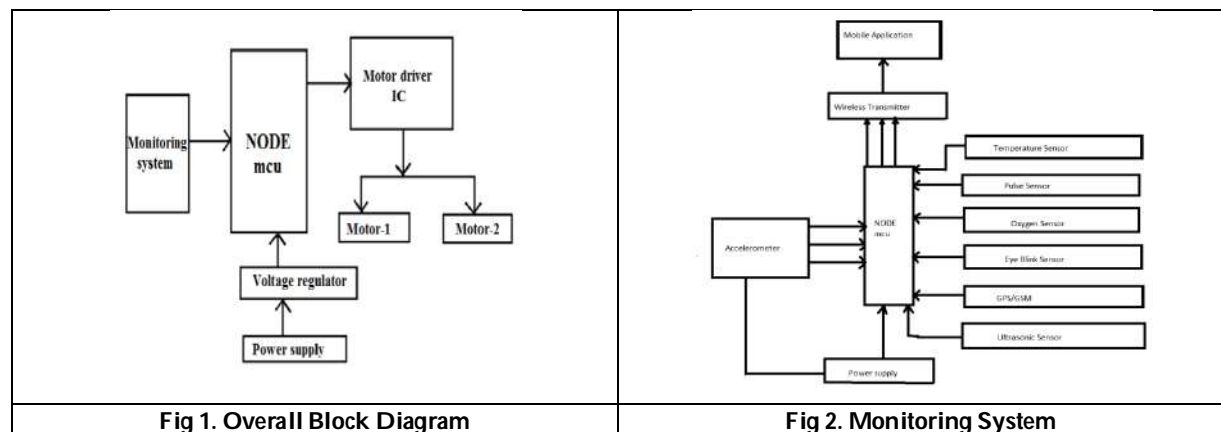 Monitoring
system
NODE
mcu
Motor driver
IC
Motor-1
Motor-2
Voltage regulator
Power supply
Fig 1. Overall Block Diagram
Mobile Application
Wireless Transmitter
Accelerometer
NODE
mcu
Temperature Sensor
Pulse Sensor
Oxygen Sensor
Eye Blink Sensor
GPS/GSM
Ultrasonic Sensor
Power supply
Fig 2. Monitoring System